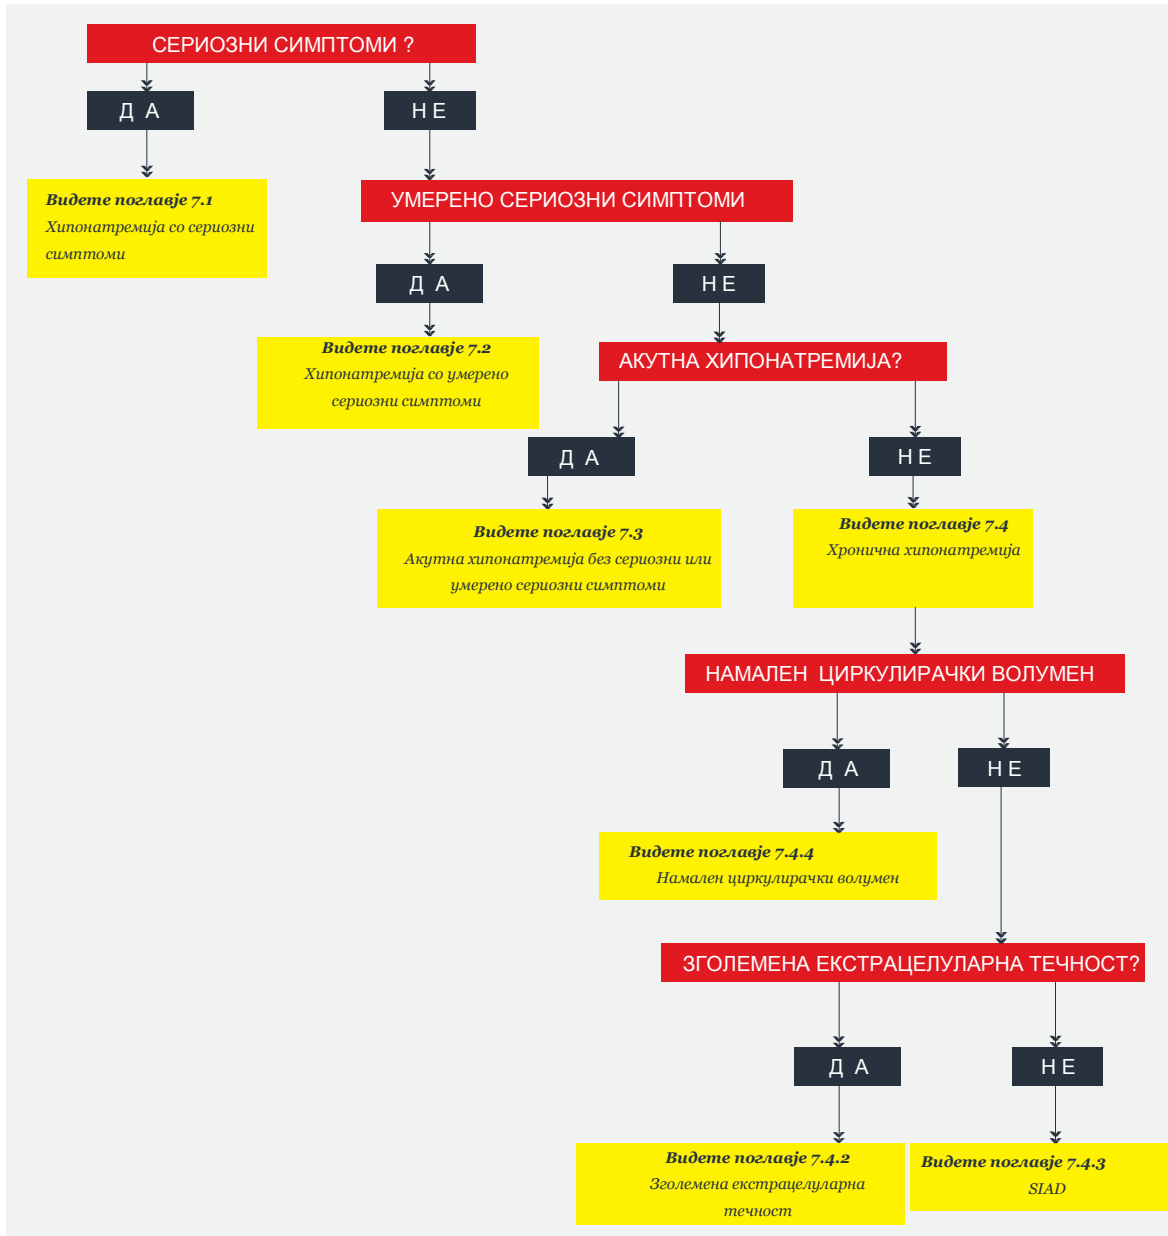 СЕРИОЗНИ СИМПТОМИ ?
Д А
Н Е
Видете поглавје 7.1
Хипонатремија со сериозни
симптоми
УМЕРЕНО СЕРИОЗНИ СИМПТОМИ
Д А
Н Е
Видете поглавје 7.2
Хипонатремија со умерено
сериозни симптоми
АКУТНА ХИПОНАТРЕМИЈА?
Д А
Н Е
Видете поглавје 7.3
Акутна хипонатремија без сериозни или
умерено сериозни симптоми
Видете поглавје 7.4
Хронична хипонатремија
НАМАЛЕН ЦИРКУЛИРАЧКИ ВОЛУМЕН
Д А
Н Е
Видете поглавје 7.4.4
Намален циркулирачки волумен
ЗГОЛЕМЕНА ЕКСТРАЦЕЛУЛАРНА ТЕЧНОСТ?
Д А
Н Е
Видете поглавје 7.4.2
Зголемена екстрацелуларна
течност
Видете поглавје 7.4.3
SIAD